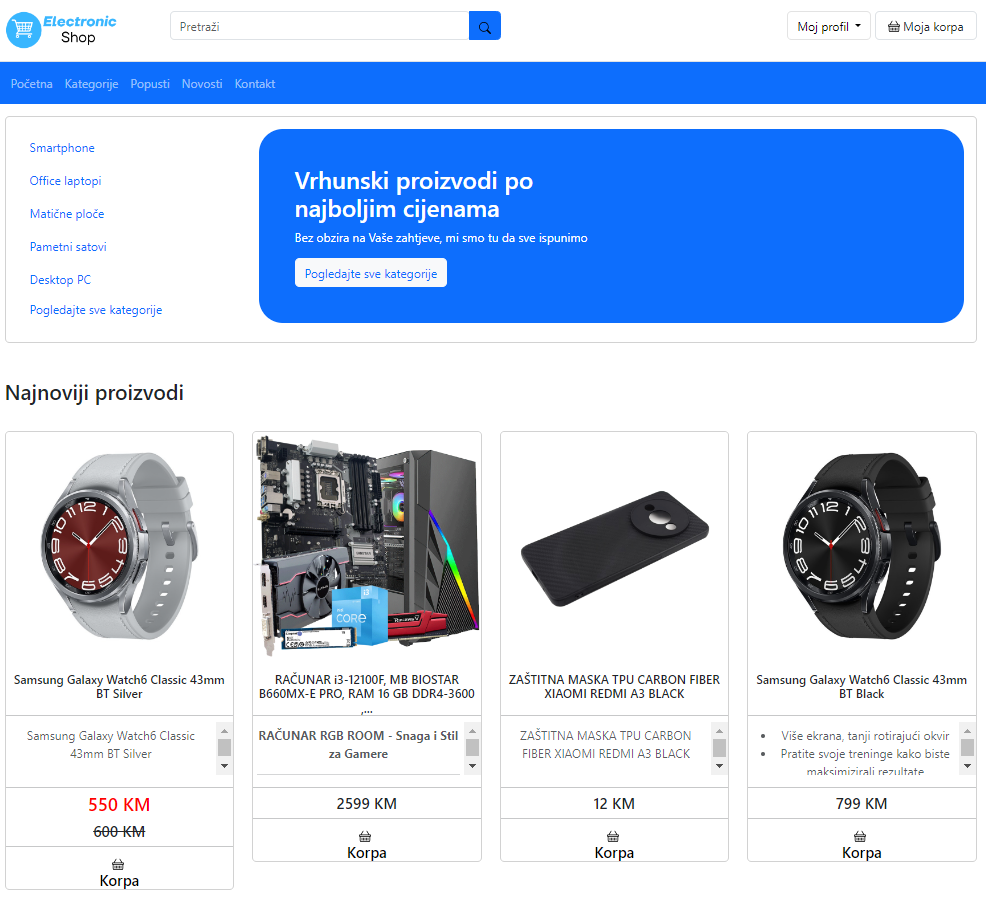 Electronic
Shop
Pretraži
Moj profil
Moja korpa
Početna Kategorije Popusti Novosti Kontakt
Smartphone
Office laptopi
Matične ploče
Pametni satovi
Desktop PC
Pogledajte sve kategorije
Vrhunski proizvodi po
najboljim cijenama
Bez obzira na Vaše zahtjeve, mi smo tu da sve ispunimo
Pogledajte sve kategorije
Najnoviji proizvodi
Samsung Galaxy Watch6 Classic 43mm
BT Silver
Samsung Galaxy Watch6 Classic
43mm BT Silver
550 KM
600 KM
Korpa
i3
CORE
RAČUNAR i3-12100F, MB BIOSTAR
B660MX-E PRO, RAM 16 GB DDR4-3600
,...
RAČUNAR RGB ROOM - Snaga i Stil
za Gamere
2599 KM
Korpa
ZAŠTITNA MASKA TPU CARBON FIBER
XIAOMI REDMI A3 BLACK
ZAŠTITNA MASKA TPU CARBON
FIBER XIAOMI REDMI A3 BLACK
12 KM
Korpa
Samsung Galaxy Watch6 Classic 43mm
BT Black
Više ekrana, tanji rotirajući okvir
Pratite svoje treninge kako biste
maksimizirali rezultate
799 KM
Korpa